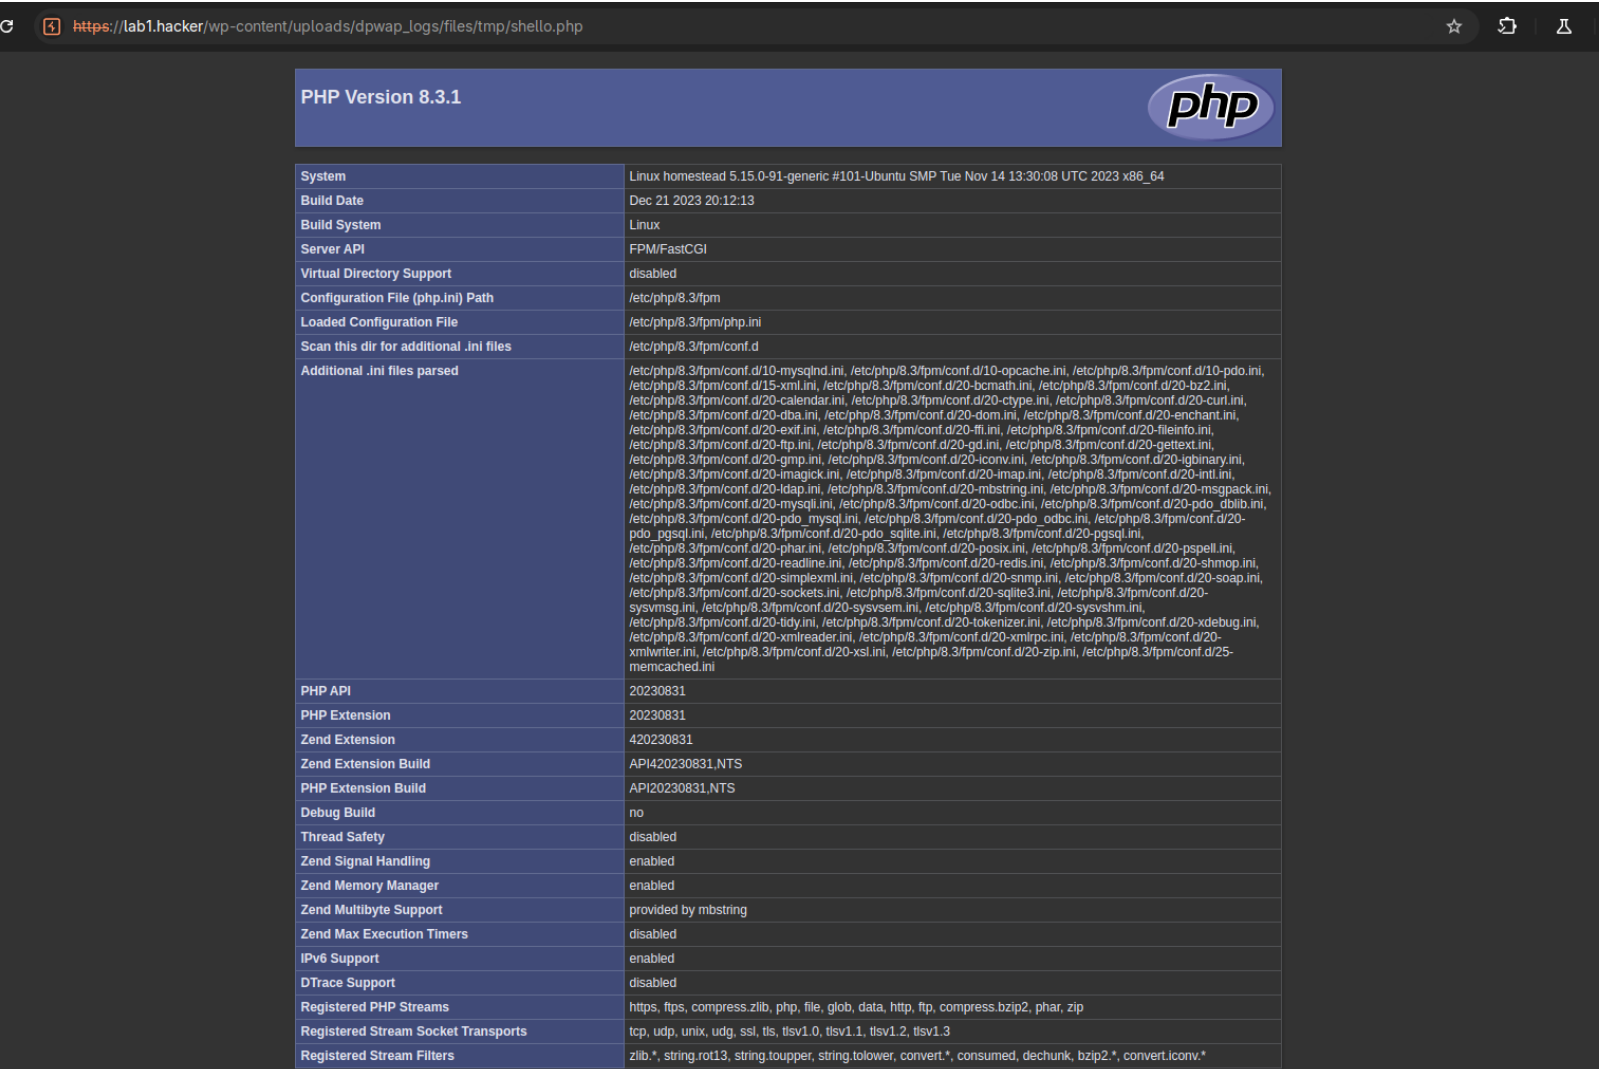 https://lab1.hacker/wp-content/uploads/dpwap_logs/files/tmp/shello.php
PHP Version 8.3.1
php
System Linux homestead 5.15.0-91-generic #101-Ubuntu SMP Tue Nov 14 13:30:08 UTC 2023 x86_64
Build Date Dec 21 2023 20:12:13
Build System Linux
Server API FPM/FastCGI
Virtual Directory Support disabled
Configuration File (php.ini) Path /etc/php/8.3/fpm
Loaded Configuration File /etc/php/8.3/fpm/php.ini
Scan this dir for additional .ini files /etc/php/8.3/fpm/conf.d
Additional .ini files parsed /etc/php/8.3/fpm/conf.d/10-mysqlnd.ini, /etc/php/8.3/fpm/conf.d/10-opcache.ini, /etc/php/8.3/fpm/conf.d/10-pdo.ini,
/etc/php/8.3/fpm/conf.d/15-xml.ini, /etc/php/8.3/fpm/conf.d/20-bcmath.ini, /etc/php/8.3/fpm/conf.d/20-bz2.ini,
/etc/php/8.3/fpm/conf.d/20-calendar.ini, /etc/php/8.3/fpm/conf.d/20-ctype.ini, /etc/php/8.3/fpm/conf.d/20-curl.ini,
/etc/php/8.3/fpm/conf.d/20-dba.ini, /etc/php/8.3/fpm/conf.d/20-dom.ini, /etc/php/8.3/fpm/conf.d/20-enchant.ini,
/etc/php/8.3/fpm/conf.d/20-exif.ini, /etc/php/8.3/fpm/conf.d/20-ffi.ini, /etc/php/8.3/fpm/conf.d/20-fileinfo.ini,
/etc/php/8.3/fpm/conf.d/20-ftp.ini, /etc/php/8.3/fpm/conf.d/20-gd.ini, /etc/php/8.3/fpm/conf.d/20-gettext.ini,
/etc/php/8.3/fpm/conf.d/20-gmp.ini, /etc/php/8.3/fpm/conf.d/20-iconv.ini, /etc/php/8.3/fpm/conf.d/20-igbinary.ini,
/etc/php/8.3/fpm/conf.d/20-imagick.ini, /etc/php/8.3/fpm/conf.d/20-imap.ini, /etc/php/8.3/fpm/conf.d/20-intl.ini,
/etc/php/8.3/fpm/conf.d/20-ldap.ini, /etc/php/8.3/fpm/conf.d/20-mbstring.ini, /etc/php/8.3/fpm/conf.d/20-msgpack.ini,
/etc/php/8.3/fpm/conf.d/20-mysqli.ini, /etc/php/8.3/fpm/conf.d/20-odbc.ini, /etc/php/8.3/fpm/conf.d/20-pdo_dblib.ini,
/etc/php/8.3/fpm/conf.d/20-pdo_mysql.ini, /etc/php/8.3/fpm/conf.d/20-pdo_odbc.ini, /etc/php/8.3/fpm/conf.d/20-
pdo_pgsql.ini, /etc/php/8.3/fpm/conf.d/20-pdo_sqlite.ini, /etc/php/8.3/fpm/conf.d/20-pgsql.ini,
/etc/php/8.3/fpm/conf.d/20-phar.ini, /etc/php/8.3/fpm/conf.d/20-posix.ini, /etc/php/8.3/fpm/conf.d/20-pspell.ini,
/etc/php/8.3/fpm/conf.d/20-readline.ini, /etc/php/8.3/fpm/conf.d/20-redis.ini, /etc/php/8.3/fpm/conf.d/20-shmop.ini,
/etc/php/8.3/fpm/conf.d/20-simplexml.ini, /etc/php/8.3/fpm/conf.d/20-snmp.ini, /etc/php/8.3/fpm/conf.d/20-soap.ini,
/etc/php/8.3/fpm/conf.d/20-sockets.ini, /etc/php/8.3/fpm/conf.d/20-sqlite3.ini, /etc/php/8.3/fpm/conf.d/20-
sysvmsg.ini, /etc/php/8.3/fpm/conf.d/20-sysvsem.ini, /etc/php/8.3/fpm/conf.d/20-sysvshm.ini,
/etc/php/8.3/fpm/conf.d/20-tidy.ini, /etc/php/8.3/fpm/conf.d/20-tokenizer.ini, /etc/php/8.3/fpm/conf.d/20-xdebug.ini,
/etc/php/8.3/fpm/conf.d/20-xmlreader.ini, /etc/php/8.3/fpm/conf.d/20-xmlrpc.ini, /etc/php/8.3/fpm/conf.d/20-
xmlwriter.ini, /etc/php/8.3/fpm/conf.d/20-xsl.ini, /etc/php/8.3/fpm/conf.d/20-zip.ini, /etc/php/8.3/fpm/conf.d/25-
memcached.ini
PHP API 20230831
PHP Extension 20230831
Zend Extension 420230831
Zend Extension Build API420230831,NTS
PHP Extension Build API20230831,NTS
Debug Build no
Thread Safety disabled
Zend Signal Handling enabled
Zend Memory Manager enabled
Zend Multibyte Support provided by mbstring
Zend Max Execution Timers disabled
IPv6 Support enabled
DTrace Support disabled
Registered PHP Streams https, ftps, compress.zlib, php, file, glob, data, http, ftp, compress.bzip2, phar, zip
Registered Stream Socket Transports tcp, udp, unix, udg, ssl, tls, tlsv1.0, tlsv1.1, tlsv1.2, tlsv1.3
Registered Stream Filters zlib.*, string.rot13, string.toupper, string.tolower, convert.*, consumed, dechunk, bzip2.*, convert.iconv.*